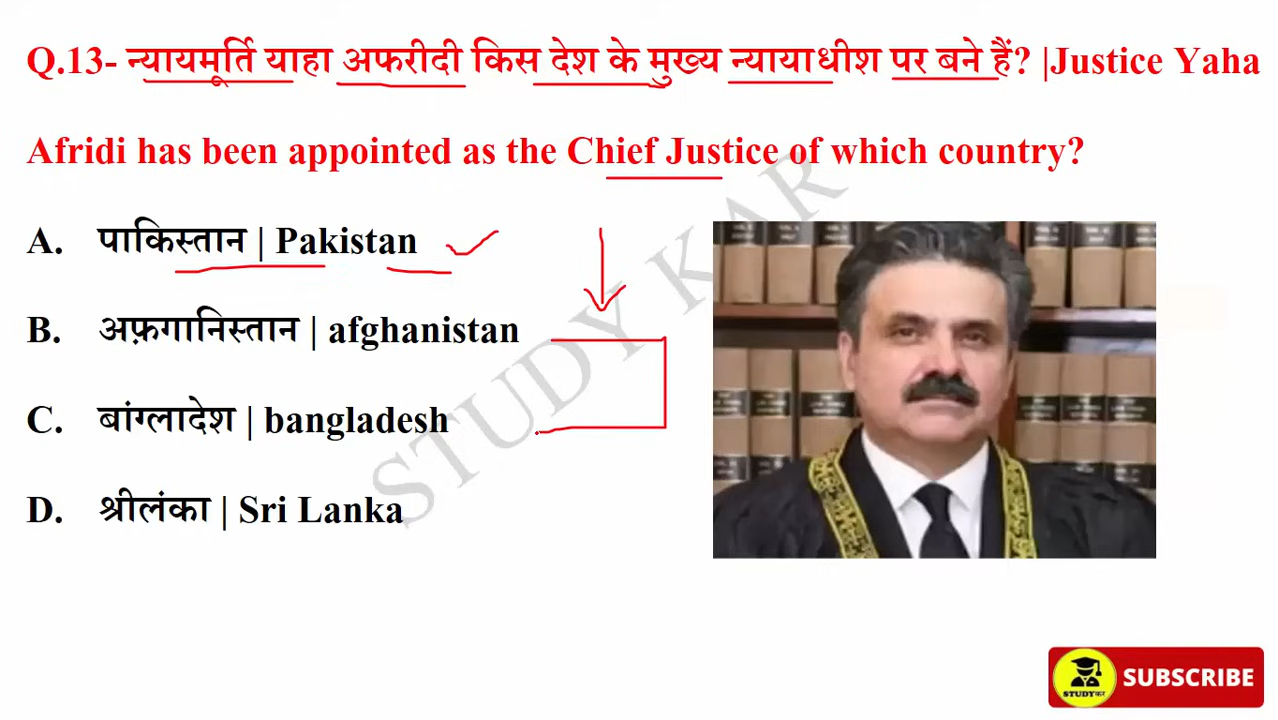 Q.13- न्यायमूर्ति याहा अफरीदी किस देश के मुख्य न्यायाधीश पर बने हैं? |Justice Yaha
Afridi has been appointed as the Chief Justice of which country?
A. पाकिस्तान | Pakistan
B. अफ़गानिस्तान | afghanistan
C. बांग्लादेश | bangladesh
D. श्रीलंका | Sri Lanka
STUDY KAR
STUDYकर
SUBSCRIBE